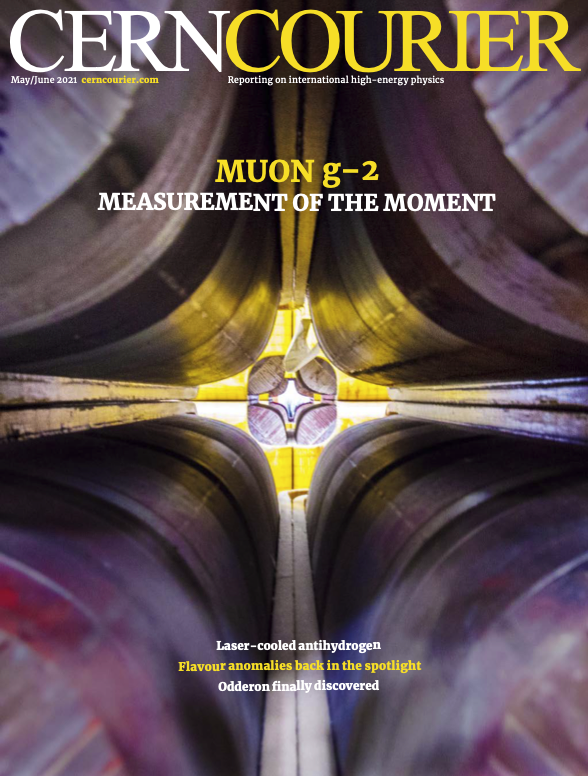 CERNCOURIER
May/June 2021 cerncourier.com Reporting on international high-energy physics
MUON g–2
MEASUREMENT OF THE MOMENT
Laser-cooled antihydrogen
Flavour anomalies back in the spotlight
Odderon finally discovered